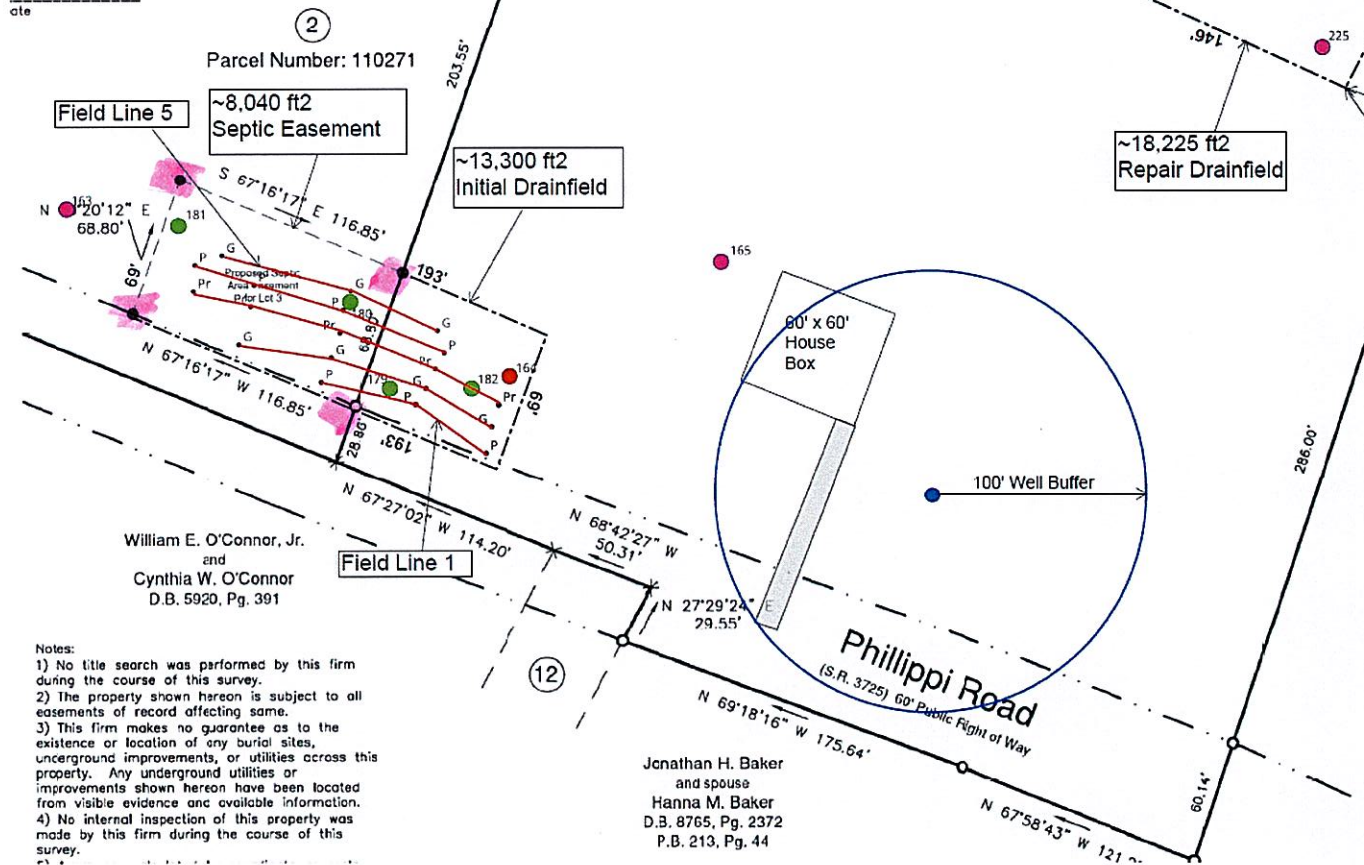 ate
2
Parcel Number: 110271
203.55'
146'
225
Field Line 5
~8,040 ft2
Septic Easement
~13,300 ft2
Initial Drainfield
~18,225 ft2
Repair Drainfield
S 67°16'17" E 116.85'
163
N 20'12" E
68.80'
181
69'
193'
165
G
P
Pr
G
Proposed Septic
Area Easement
Prior Lot 3
P
180
G
P
Pr
Pr
G
G
G
P
179
182
P
Pr
G
P
69'
60' x 60'
House
Box
N 67°16'17" W
116.85'
28.86'
193'
100' Well Buffer
286.00'
N 67°27'02" W
114.20'
N 68°42'27" W
50.31'
William E. O'Connor, Jr.
and
Cynthia W. O'Connor
D.B. 5920, Pg. 391
Field Line 1
N 27°29'24" E
29.55'
Phillippi Road
(S.R. 3725) 60' Public Right of Way
12
N 69°18'16" W 175.64'
Notes:
1) No title search was performed by this firm
during the course of this survey.
2) The property shown hereon is subject to all
easements of record affecting same.
3) This firm makes no guarantee as to the
existence or location of any burial sites,
underground improvements, or utilities across this
property. Any underground utilities or
improvements shown hereon have been located
from visible evidence and available information.
4) No internal inspection of this property was
made by this firm during the course of this
survey.
Jonathan H. Baker
and spouse
Hanna M. Baker
D.B. 8765, Pg. 2372
P.B. 213, Pg. 44
60.14'
N 67°58'43" W